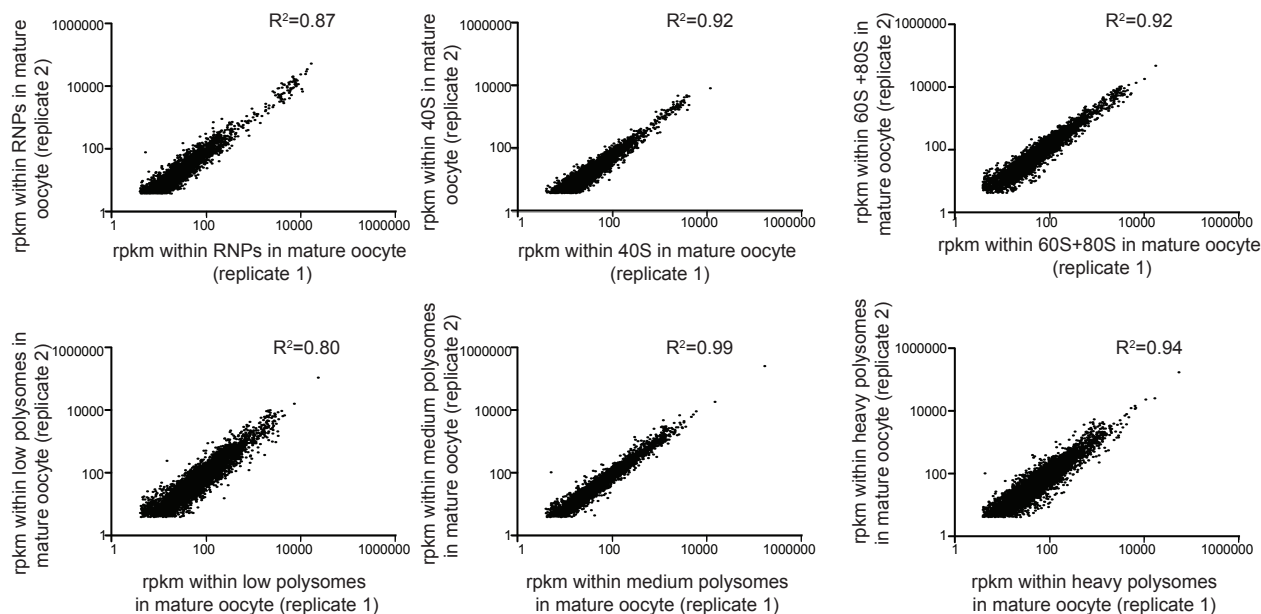 R²=0.87
1000000
10000
100
1
1
100
10000
1000000
rpkm within RNPs in mature
oocyte (replicate 2)
rpkm within RNPs in mature oocyte
(replicate 1)
R²=0.92
1000000
10000
100
1
1
100
10000
1000000
rpkm within 40S in mature
oocyte (replicate 2)
rpkm within 40S in mature oocyte
(replicate 1)
R²=0.92
1000000
10000
100
1
1
100
10000
1000000
rpkm within 60S +80S in
mature oocyte (replicate 2)
rpkm within 60S+80S in mature oocyte
(replicate 1)
R²=0.80
1000000
10000
100
1
1
100
10000
1000000
rpkm within low polysomes in
mature oocyte (replicate 2)
rpkm within low polysomes
in mature oocyte (replicate 1)
R²=0.99
1000000
10000
100
1
1
100
10000
1000000
rpkm within medium polysomes
in mature oocyte (replicate 2)
rpkm within medium polysomes
in mature oocyte (replicate 1)
R²=0.94
1000000
10000
100
1
1
100
10000
1000000
rpkm within heavy polysomes
in mature oocyte (replicate 2)
rpkm within heavy polysomes
in mature oocyte (replicate 1)